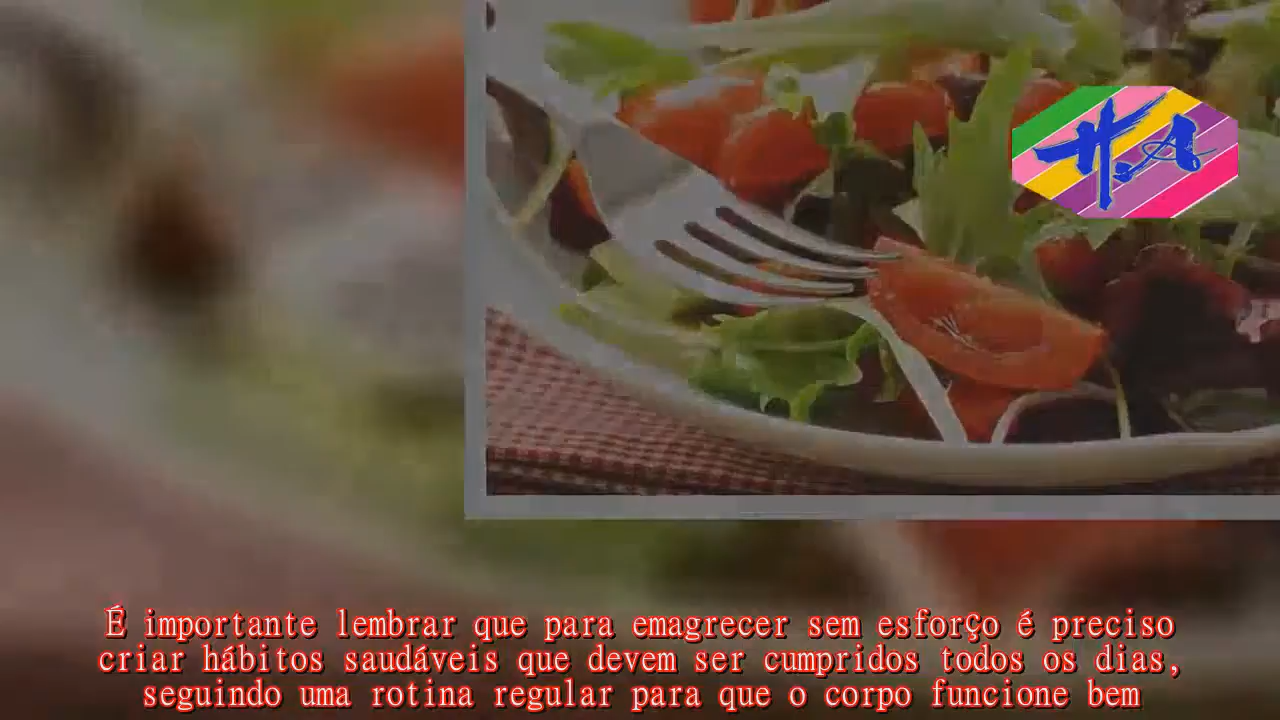 H.A
É importante lembrar que para emagrecer sem esforço é preciso
criar hábitos saudáveis que devem ser cumpridos todos os dias,
seguindo uma rotina regular para que o corpo funcione bem